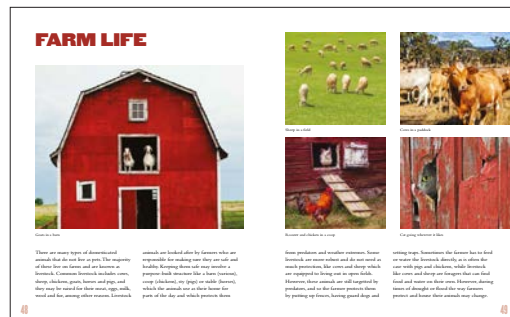 FARM LIFE
Goats in a barn.
Sheep in a field.
Cows in a paddock.
Rooster and chicken in a coop.
Cat going wherever it likes.
There are many types of domesticated
animals that do not live as pets. The majority
of these live on farms and are known as
livestock. Common livestock includes: cows,
sheep, chickens, goats, horses and pigs, and
they may be raised for their meat, eggs, milk,
wool and fur, among other reasons. Livestock
animals are looked after by farmers who are
responsible for making sure they are safe and
healthy. Keeping them safe may involve a
purpose-built structure like a barn (various),
coop (chickens), sty (pigs) or stable (horses),
which the animals use as their home for
parts of the day and which protects them
from predators and weather extremes. Some
livestock are more robust and do not need as
much protection, like cows and sheep which
are equipped to living out in open fields.
However, these animals are still targeted by
predators, and so the farmer protects them
by putting up fences, having guard dogs and
setting traps. Sometimes the farmer has to feed
or water the livestock directly, as is often the
case with pigs and chickens, while livestock
like cows and sheep are foragers that can find
food and water on their own. However, during
times of drought or flood the way farmers
protect and home their animals may change.
48
49